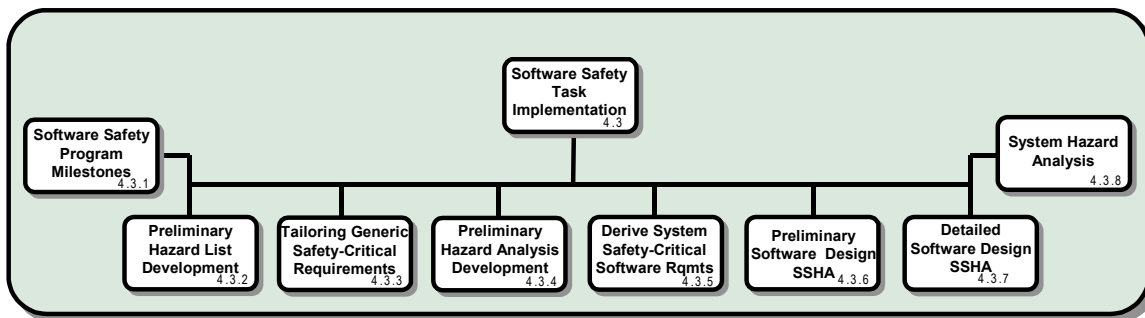 Software Safety
Task
Implementation
4.3
Software Safety
Program
Milestones
4.3.1
System Hazard
Analysis
4.3.8
Preliminary
Hazard List
Development
4.3.2
Tailoring Generic
Safety-Critical
Requirements
4.3.3
Preliminary
Hazard Analysis
Development
4.3.4
Derive System
Safety-Critical
Software Rqmts
4.3.5
Preliminary
Software Design
SSHA
4.3.6
Detailed
Software Design
SSHA
4.3.7